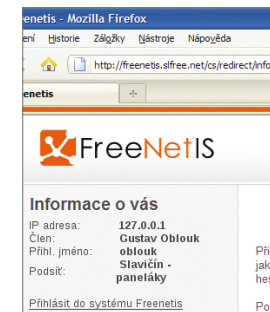 enetis - Mozilla Firefox
ení Historie Záložky Nástroje Nápověda
http://freenetis.slfree.net/cs/redirect/info
enetis
FreeNetIS
Informace o vás
IP adresa: 127.0.0.1
Člen: Gustav Oblouk
Přihl. jméno: oblouk
Podsíť: Slavičín - paneláky
Při
jak
hes
Přihlásit do systému Freenetis
Po